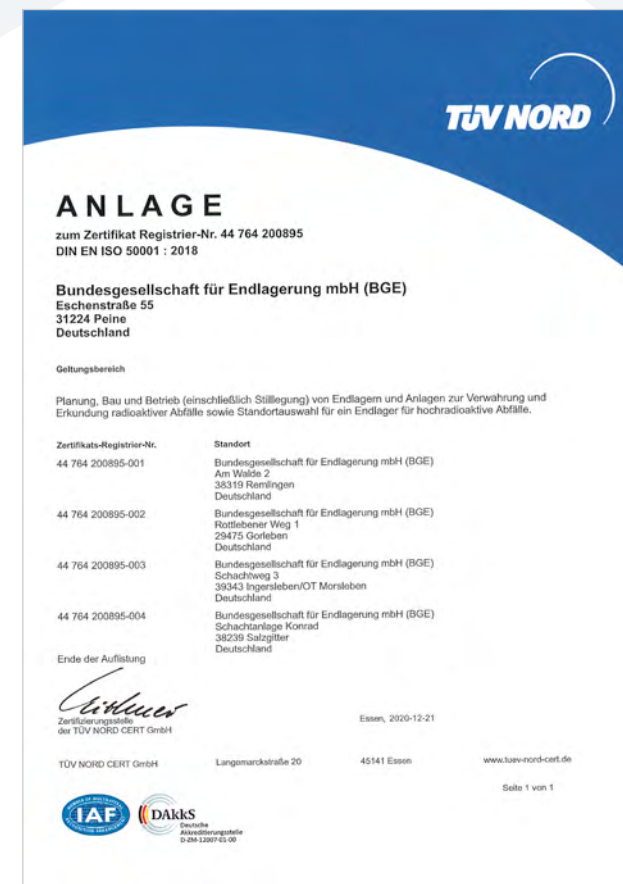 TÜV NORD
ANLAGE
zum Zertifikat Registrier-Nr. 44 764 200895
DIN EN ISO 50001 : 2018
Bundesgesellschaft für Endlagerung mbH (BGE)
Eschenstraße 55
31224 Peine
Deutschland
Geltungsbereich
Planung, Bau und Betrieb (einschließlich Stilllegung) von Endlagern und Anlagen zur Verwahrung und
Erkundung radioaktiver Abfälle sowie Standortauswahl für ein Endlager für hochradioaktive Abfälle.
Zertifikats-Registrier-Nr. Standort
44 764 200895-001 Bundesgesellschaft für Endlagerung mbH (BGE)
Am Walde 2
38319 Remlingen
Deutschland
44 764 200895-002 Bundesgesellschaft für Endlagerung mbH (BGE)
Rottlebener Weg 1
29475 Gorleben
Deutschland
44 764 200895-003 Bundesgesellschaft für Endlagerung mbH (BGE)
Schachtweg 3
39343 Ingersleben/OT Morsleben
Deutschland
44 764 200895-004 Bundesgesellschaft für Endlagerung mbH (BGE)
Schachtanlage Konrad
38239 Salzgitter
Deutschland
Ende der Auflistung
Zertifizierungsstelle
der TÜV NORD CERT GmbH
Essen, 2020-12-21
TÜV NORD CERT GmbH Langemarckstraße 20 45141 Essen www.tuev-nord-cert.de
Seite 1 von 1
IAF
DAkkS
Deutsche
Akkreditierungsstelle
D-ZM-12007-01-00